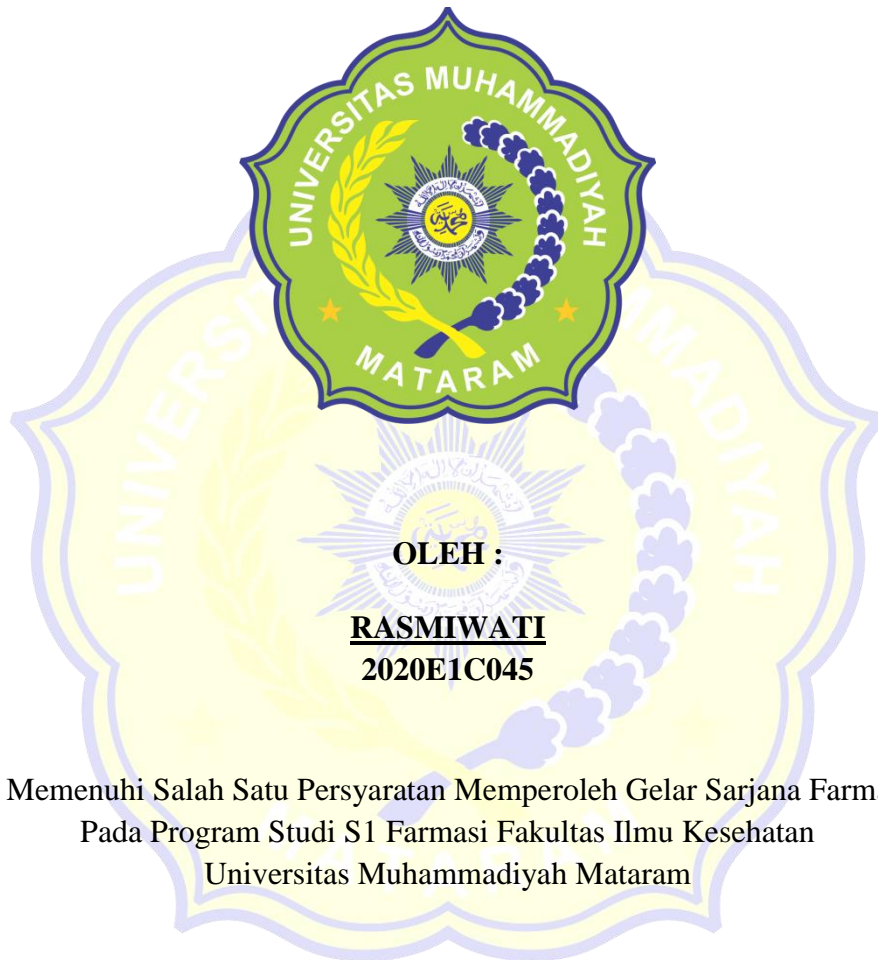 UNIVERSITAS MUHAMMADIYAH
MATARAM
OLEH :
RASMIWATI
2020E1C045
Memenuhi Salah Satu Persyaratan Memperoleh Gelar Sarjana Farm
Pada Program Studi S1 Farmasi Fakultas Ilmu Kesehatan
Universitas Muhammadiyah Mataram